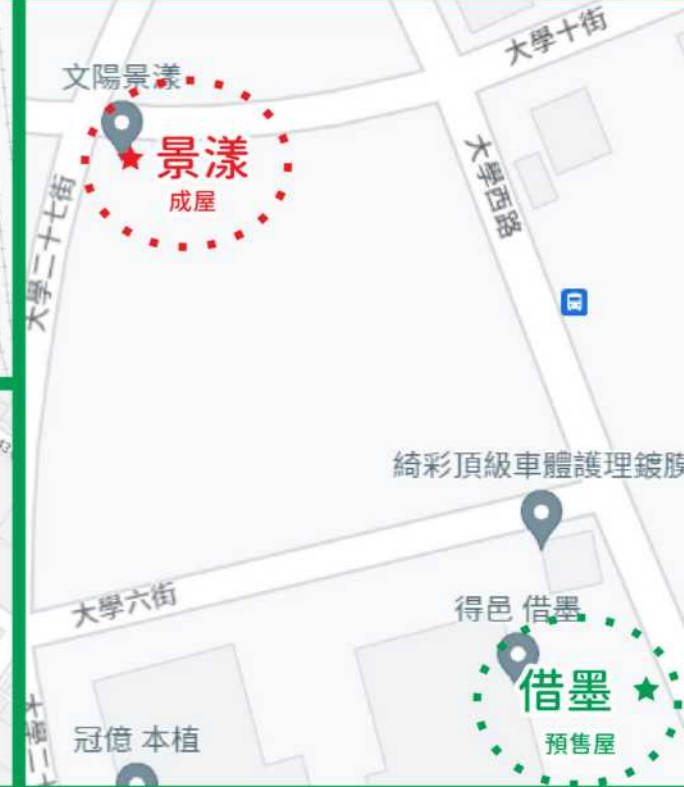 大學十街
文陽景漾
景漾
成屋
大學西路
大學二十七街
43
綺彩頂級車體護理鍍膜
大學六街
得邑 借墨
借墨
預售屋
冠億 本植